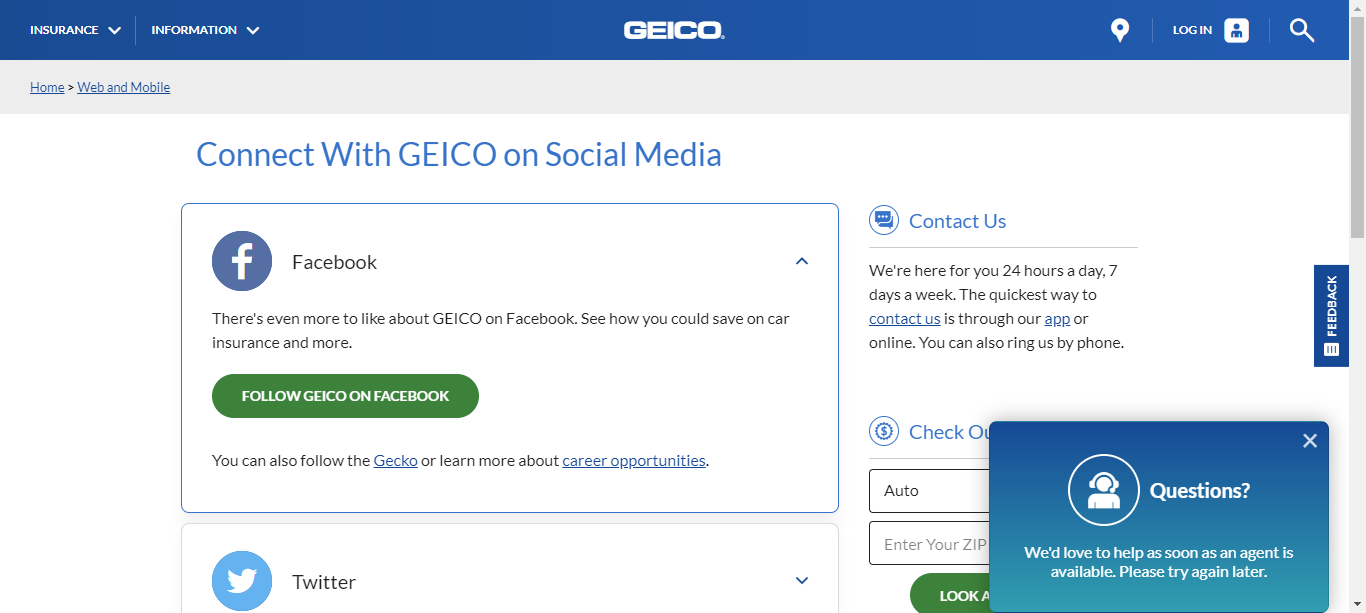 INSURANCE
INFORMATION
GEICO
LOG IN
Home > Web and Mobile
Connect With GEICO on Social Media
Facebook
There's even more to like about GEICO on Facebook. See how you could save on car
insurance and more.
FOLLOW GEICO ON FACEBOOK
You can also follow the Gecko or learn more about career opportunities.
Twitter
Contact Us
We're here for you 24 hours a day, 7
days a week. The quickest way to
contact us is through our app or
online. You can also ring us by phone.
Check
Auto
Enter Your ZIP
LOOK
FEEDBACK
Questions?
We'd love to help as soon as an agent is
available. Please try again later.